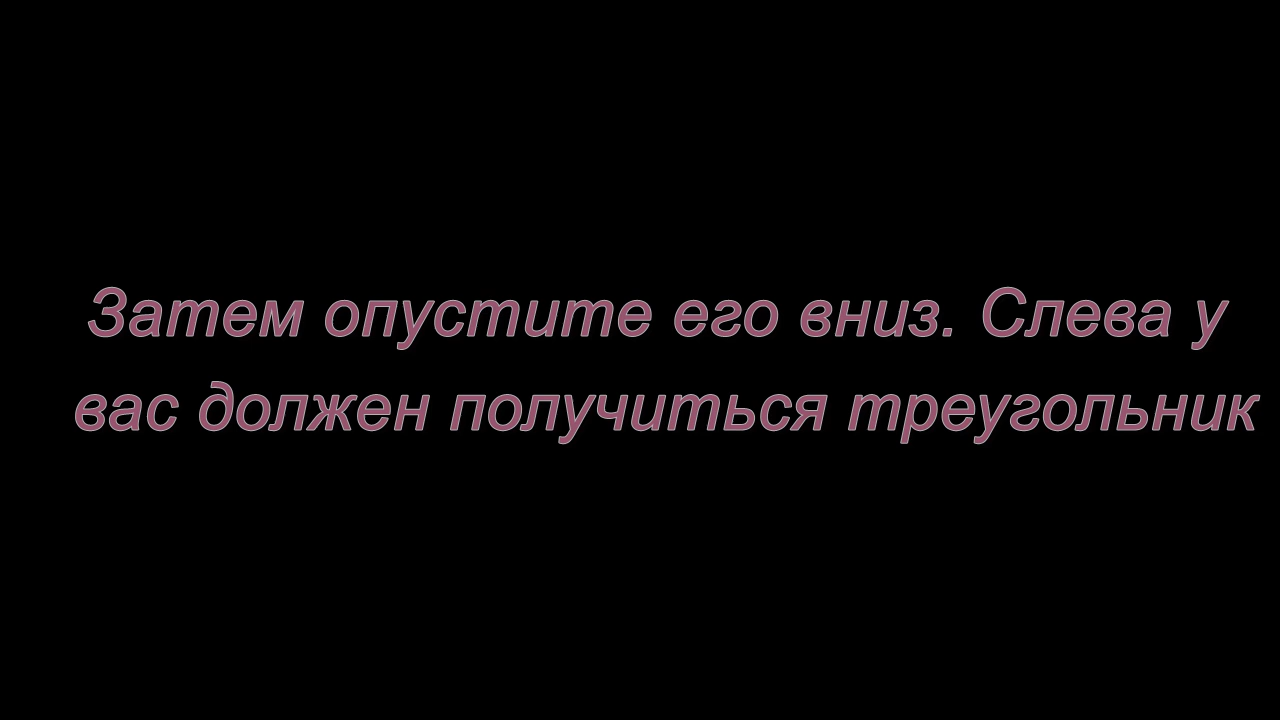 Затем опустите его вниз. Слева у
вас должен получиться треугольник